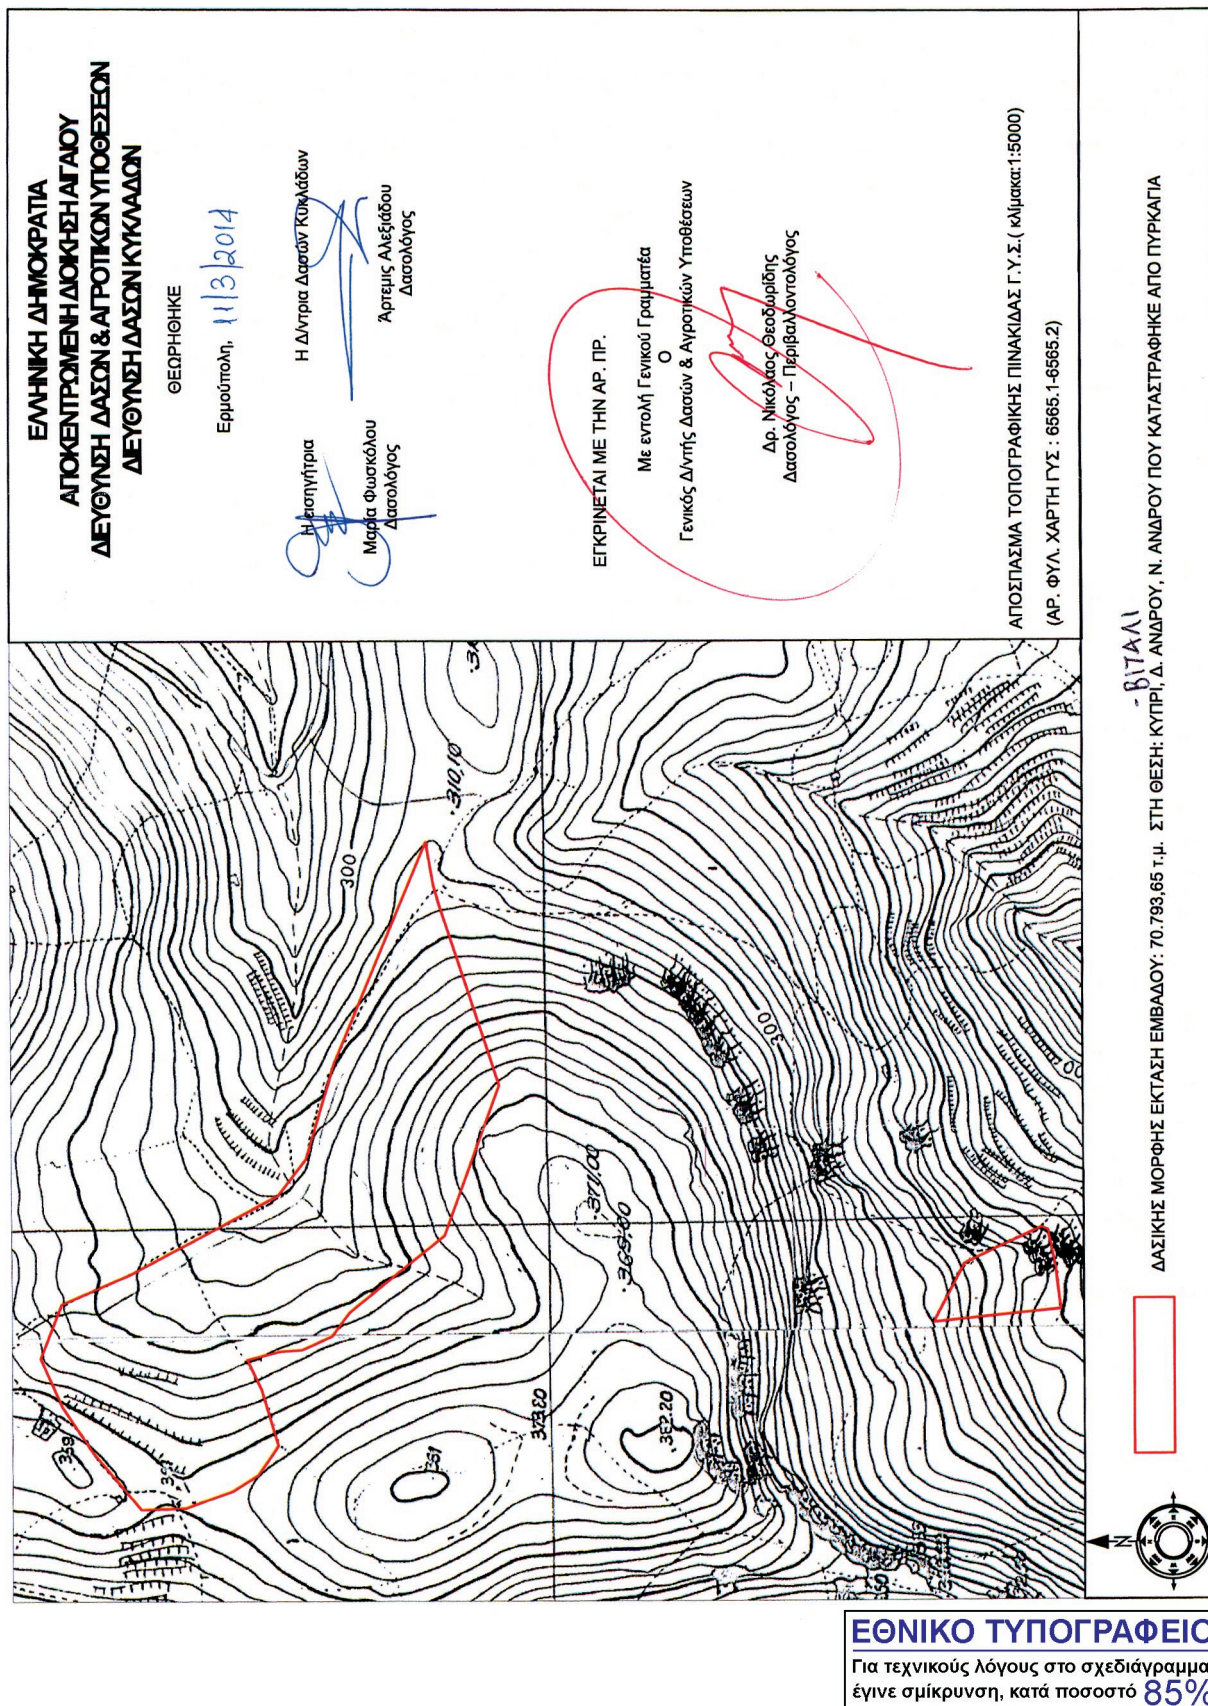 ΕΛΛΗΝΙΚΗ ΔΗΜΟΚΡΑΤΙΑ
ΑΠΟΚΕΝΤΡΩΜΕΝΗ ΔΙΟΙΚΗΣΗ ΑΙΓΑΙΟΥ
ΔΙΕΥΘΥΝΣΗ ΔΑΣΩΝ & ΑΓΡΟΤΙΚΩΝ ΥΠΟΘΕΣΕΩΝ
ΔΙΕΥΘΥΝΣΗ ΔΑΣΩΝ ΚΥΚΛΑΔΩΝ
ΘΕΩΡΗΘΗΚΕ
Ερμούπολη, 11/3/2014
Η εισηγήτρια
Μαρία Φωσκόλου
Δασολόγος
Η Δ/ντρια Δασών Κυκλάδων
Άρτεμις Αλεξιάδου
Δασολόγος
ΕΓΚΡΙΝΕΤΑΙ ΜΕ ΤΗΝ ΑΡ. ΠΡ.
Με εντολή Γενικού Γραμματέα
Ο
Γενικός Δ/ντής Δασών & Αγροτικών Υποθέσεων
Δρ. Νικόλαος Θεοδωρίδης
Δασολόγος – Περιβαλλοντολόγος
ΑΠΟΣΠΑΣΜΑ ΤΟΠΟΓΡΑΦΙΚΗΣ ΠΙΝΑΚΙΔΑΣ Γ.Υ.Σ.( κλίμακα:1:5000)
(ΑΡ. ΦΥΛ. ΧΑΡΤΗ ΓΥΣ : 6565.1-6565.2)
310,10
300
371.00
369.00
373.20
382.20
351
300
-ΒΙΤΑΛΙ
ΔΑΣΙΚΗΣ ΜΟΡΦΗΣ ΕΚΤΑΣΗ ΕΜΒΑΔΟΥ: 70.793,65 τ.μ. ΣΤΗ ΘΕΣΗ: ΚΥΠΡΙ, Δ. ΑΝΔΡΟΥ, Ν. ΑΝΔΡΟΥ ΠΟΥ ΚΑΤΑΣΤΡΑΦΗΚΕ ΑΠΟ ΠΥΡΚΑΓΙΑ
ΕΘΝΙΚΟ ΤΥΠΟΓΡΑΦΕΙΟ
Για τεχνικούς λόγους στο σχεδιάγραμμα
έγινε σμίκρυνση, κατά ποσοστό 85%